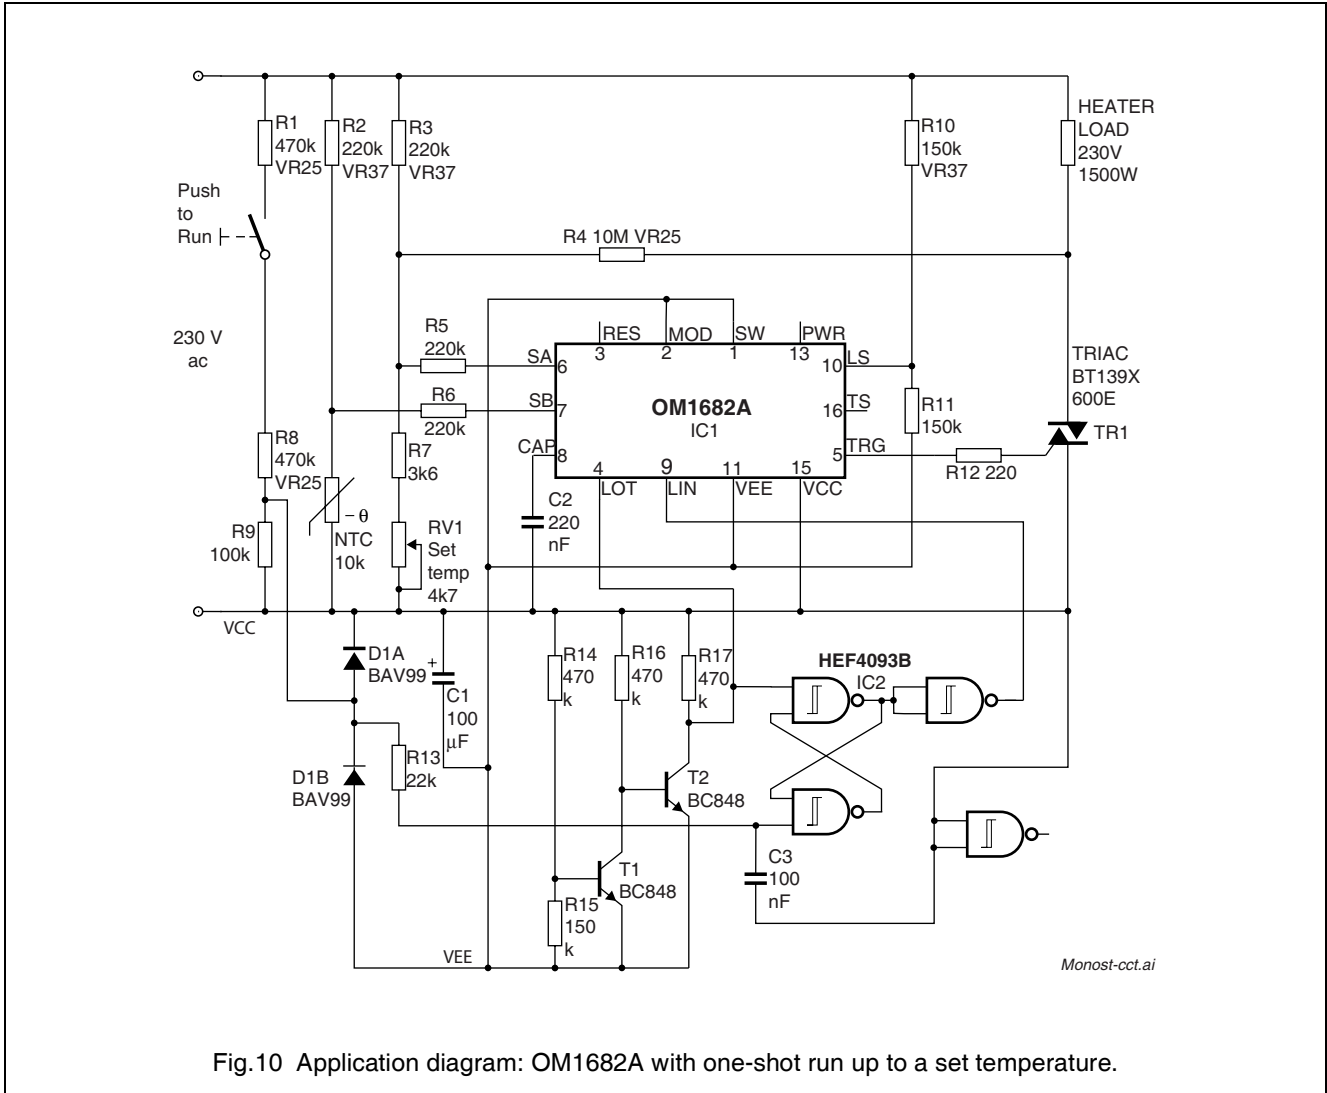 R1
470k
VR25
R2
220k
VR37
R3
220k
VR37
R10
150k
VR37
HEATER
LOAD
230V
1500W
Push
to
Run
R4 10M VR25
230 V
ac
R5
220k
R6
220k
RES
MOD
SW
PWR
3
2
1
13
SA
6
SB
7
CAP
8
10
LS
16
TS
5
TRG
OM1682A
IC1
4
9
11
15
LOT
LIN
VEE
VCC
R11
150k
R12 220
TRIAC
BT139X
600E
TR1
R8
470k
VR25
R7
3k6
R9
100k
– θ
NTC
10k
RV1
Set
temp
4k7
C2
220
nF
VCC
D1A
BAV99
+
C1
100
μF
R14
470
k
R16
470
k
R17
470
k
HEF4093B
IC2
D1B
BAV99
R13
22k
T2
BC848
T1
BC848
R15
150
k
C3
100
nF
VEE
Monost-cct.ai
Fig.10 Application diagram: OM1682A with one-shot run up to a set temperature.